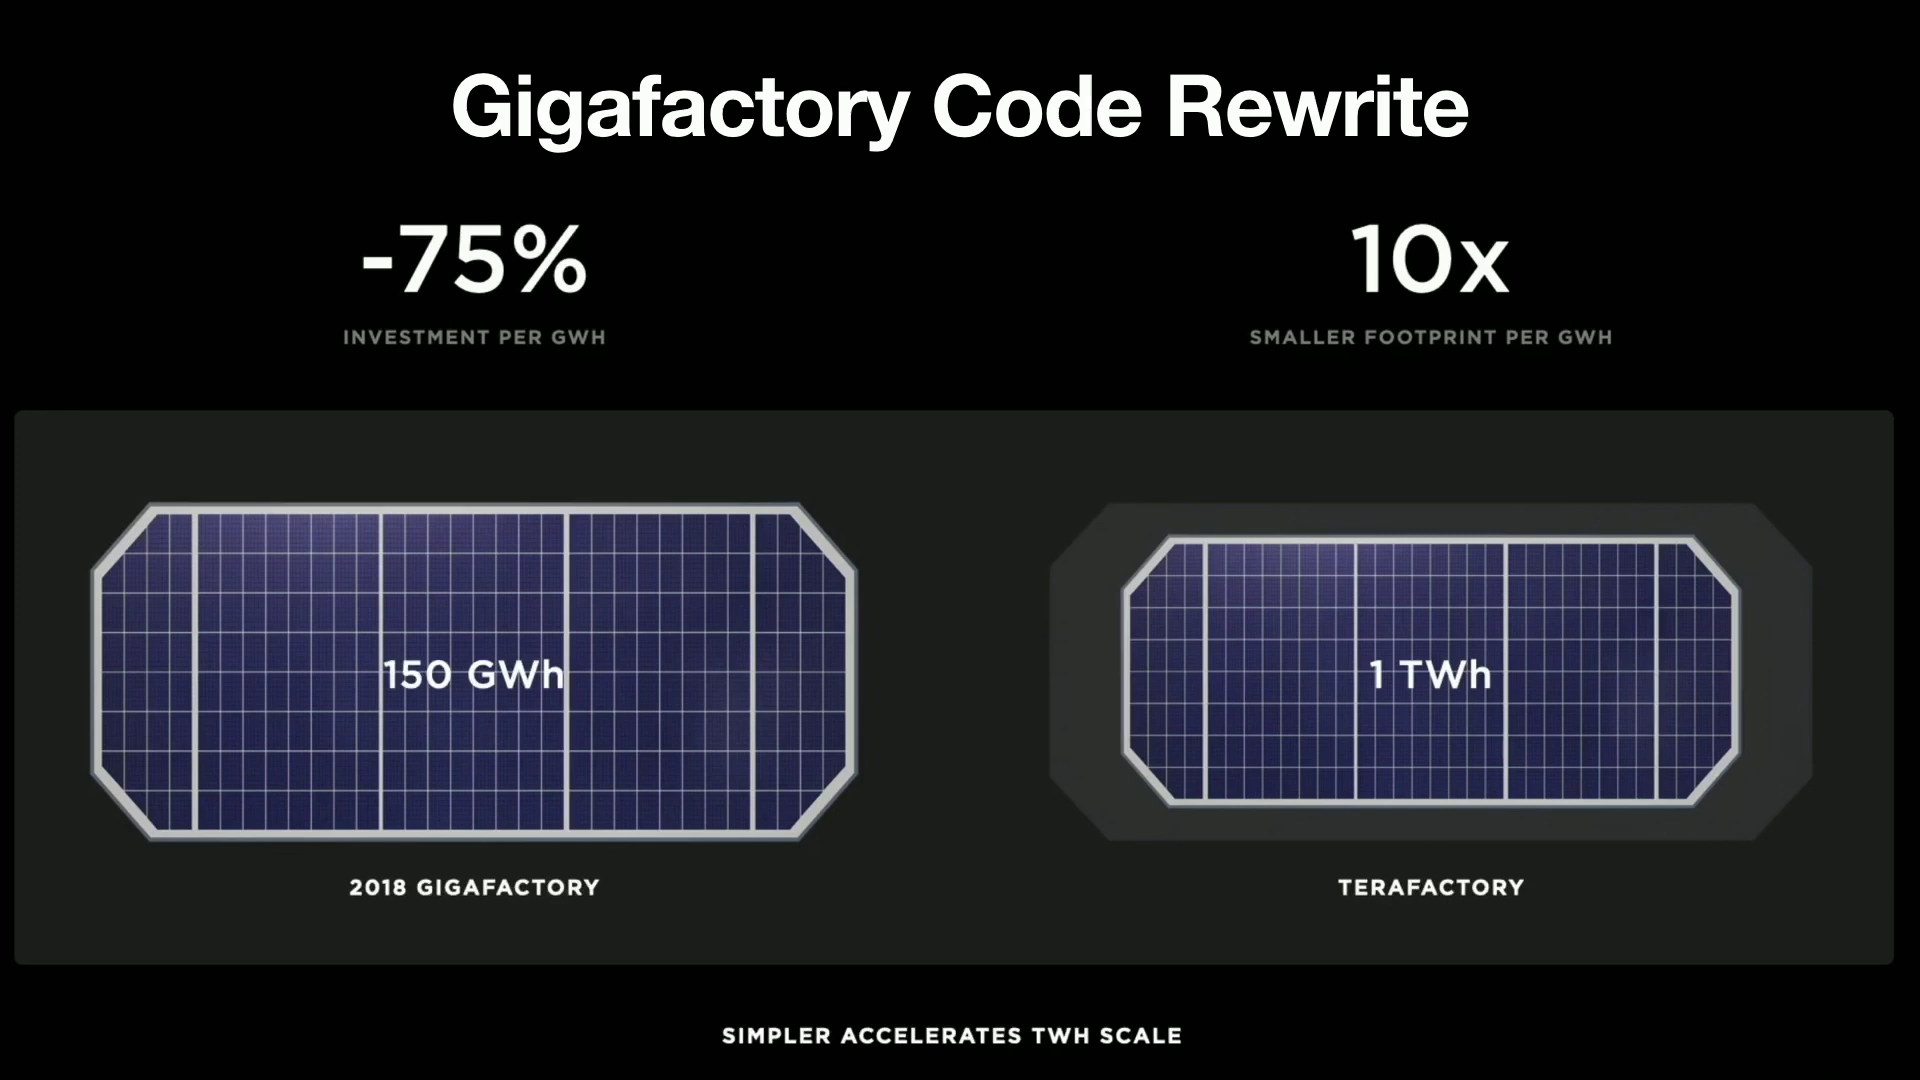 Gigafactory Code Rewrite
-75%
INVESTMENT PER GWH
10x
SMALLER FOOTPRINT PER GWH
150 GWh
2018 GIGAFACTORY
1 TWh
TERAFACTORY
SIMPLER ACCELERATES TWH SCALE